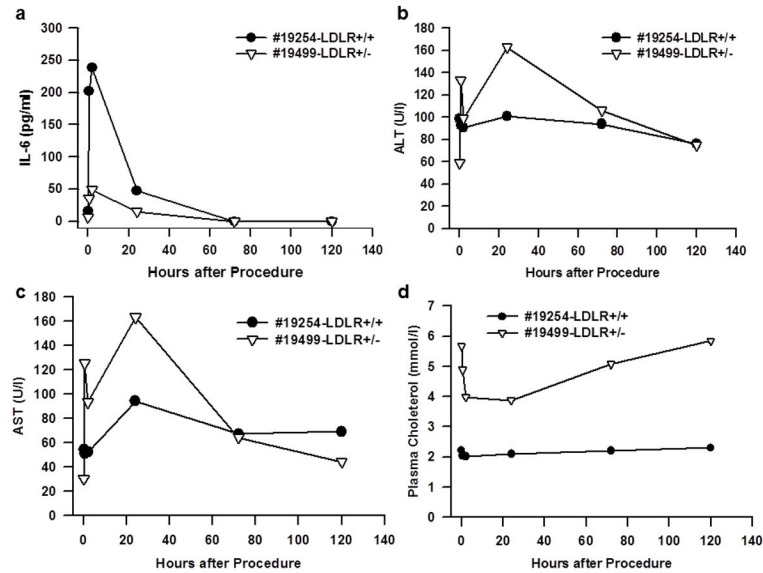 a
300
250
200
150
100
50
0
IL-6 (pg/ml)
#19254-LDLR+/+
#19499-LDLR+/-
0 20 40 60 80 100 120 140
Hours after Procedure
b
180
160
140
120
100
80
60
40
20
0
ALT (U/l)
#19254-LDLR+/+
#19499-LDLR+/-
0 20 40 60 80 100 120 140
Hours after Procedure
c
180
160
140
120
100
80
60
40
20
0
AST (U/l)
#19254-LDLR+/+
#19499-LDLR+/-
0 20 40 60 80 100 120 140
Hours after Procedure
d
7
6
5
4
3
2
1
0
Plasma Choleterol (mmol/l)
#19254-LDLR+/+
#19499-LDLR+/-
0 20 40 60 80 100 120 140
Hours after Procedure